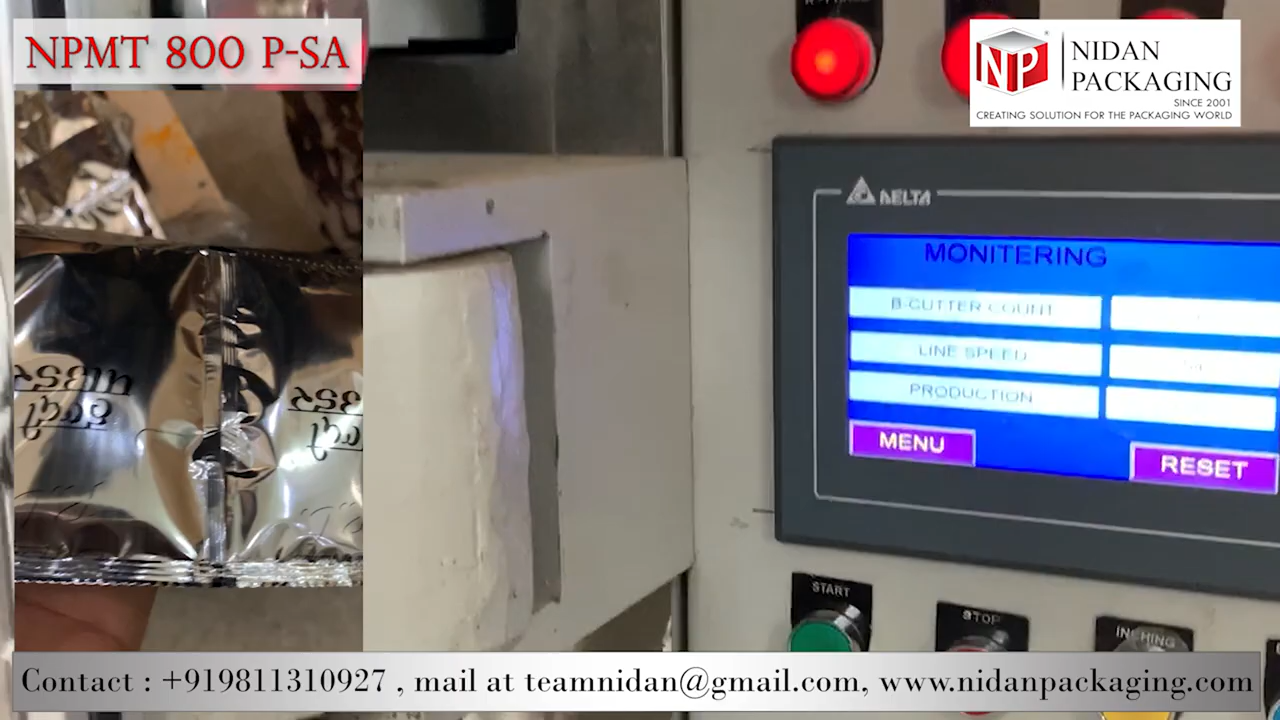 NPMT 800 P-SA
NIDAN
PACKAGING
SINCE 2001
CREATING SOLUTION FOR THE PACKAGING WORLD
NP
DELTA
MONITERING
B-CUTTER COUNT
LINE SPEED
PRODUCTION
MENU
RESET
START
STOP
INCHING
Contact : +919811310927 , mail at teamnidan@gmail.com, www.nidanpackaging.com